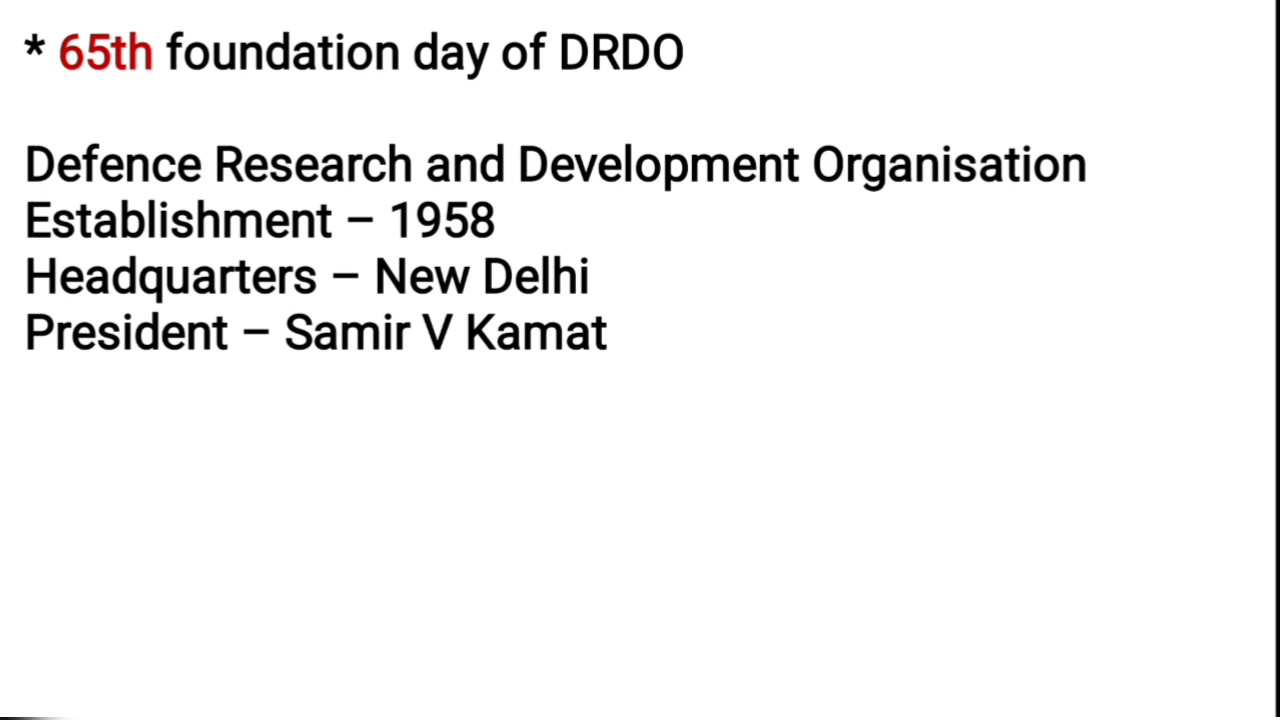 * 65th foundation day of DRDO
Defence Research and Development Organisation
Establishment – 1958
Headquarters – New Delhi
President – Samir V Kamat